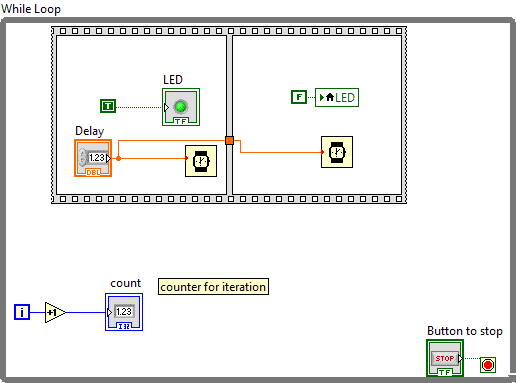 While Loop
LED
T
TF
F
LED
Delay
1.23
DBL
count
counter for iteration
i
+1
1.23
I32
Button to stop
STOP
TF